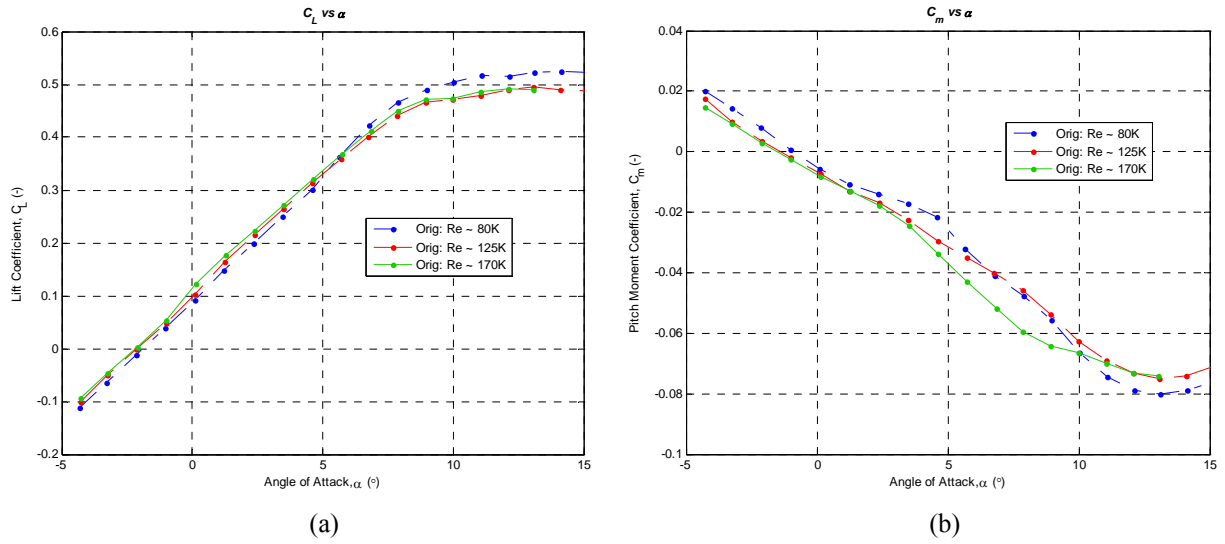 C_L vs α
0.6
0.5
0.4
0.3
0.2
0.1
0
-0.1
-0.2
Lift Coefficient, C_L (-)
Orig: Re ~ 80K
Orig: Re ~ 125K
Orig: Re ~ 170K
-5
0
5
10
15
Angle of Attack, α (°)
(a)
C_m vs α
0.04
0.02
0
-0.02
-0.04
-0.06
-0.08
-0.1
Pitch Moment Coefficient, C_m (-)
Orig: Re ~ 80K
Orig: Re ~ 125K
Orig: Re ~ 170K
-5
0
5
10
15
Angle of Attack, α (°)
(b)